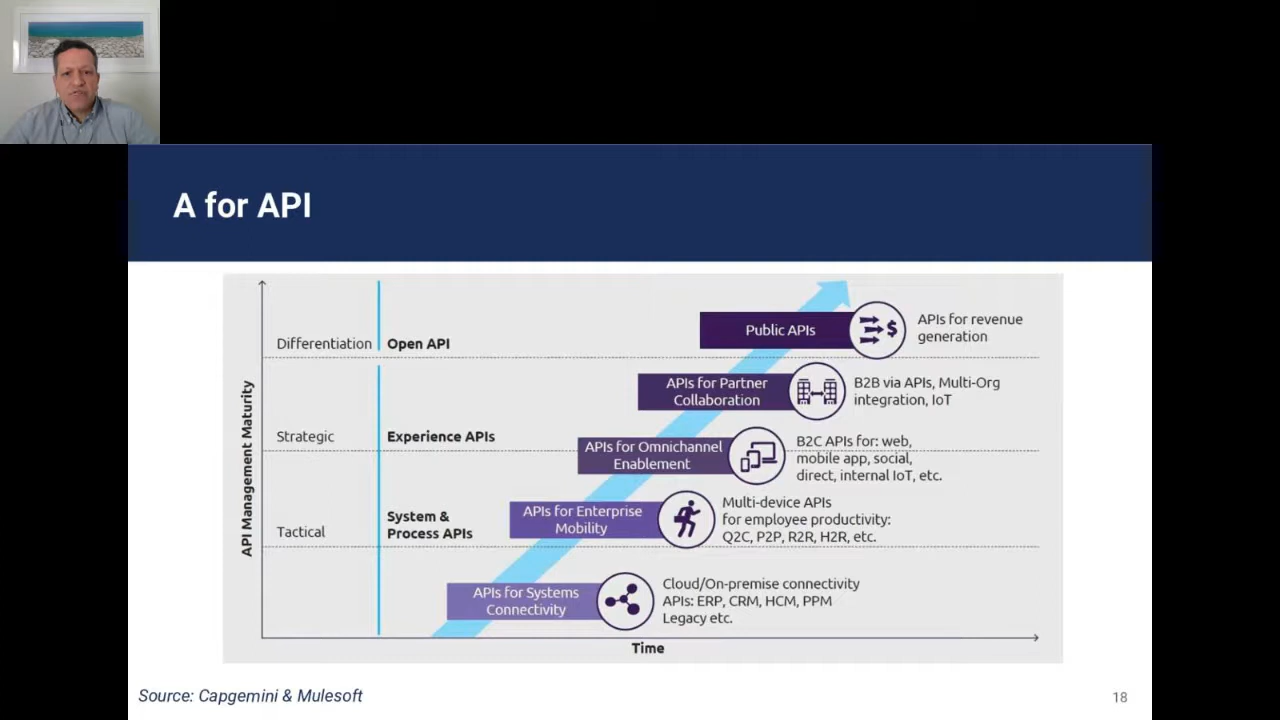 A for API
API Management Maturity
Differentiation
Open API
Public APIs
APIs for revenue
generation
APIs for Partner
Collaboration
B2B via APIs, Multi-Org
integration, IoT
Strategic
Experience APIs
APIs for Omnichannel
Enablement
B2C APIs for: web,
mobile app, social,
direct, internal IoT, etc.
Tactical
System &
Process APIs
APIs for Enterprise
Mobility
Multi-device APIs
for employee productivity:
Q2C, P2P, R2R, H2R, etc.
APIs for Systems
Connectivity
Cloud/On-premise connectivity
APIs: ERP, CRM, HCM, PPM
Legacy etc.
Time
Source: Capgemini & Mulesoft
18